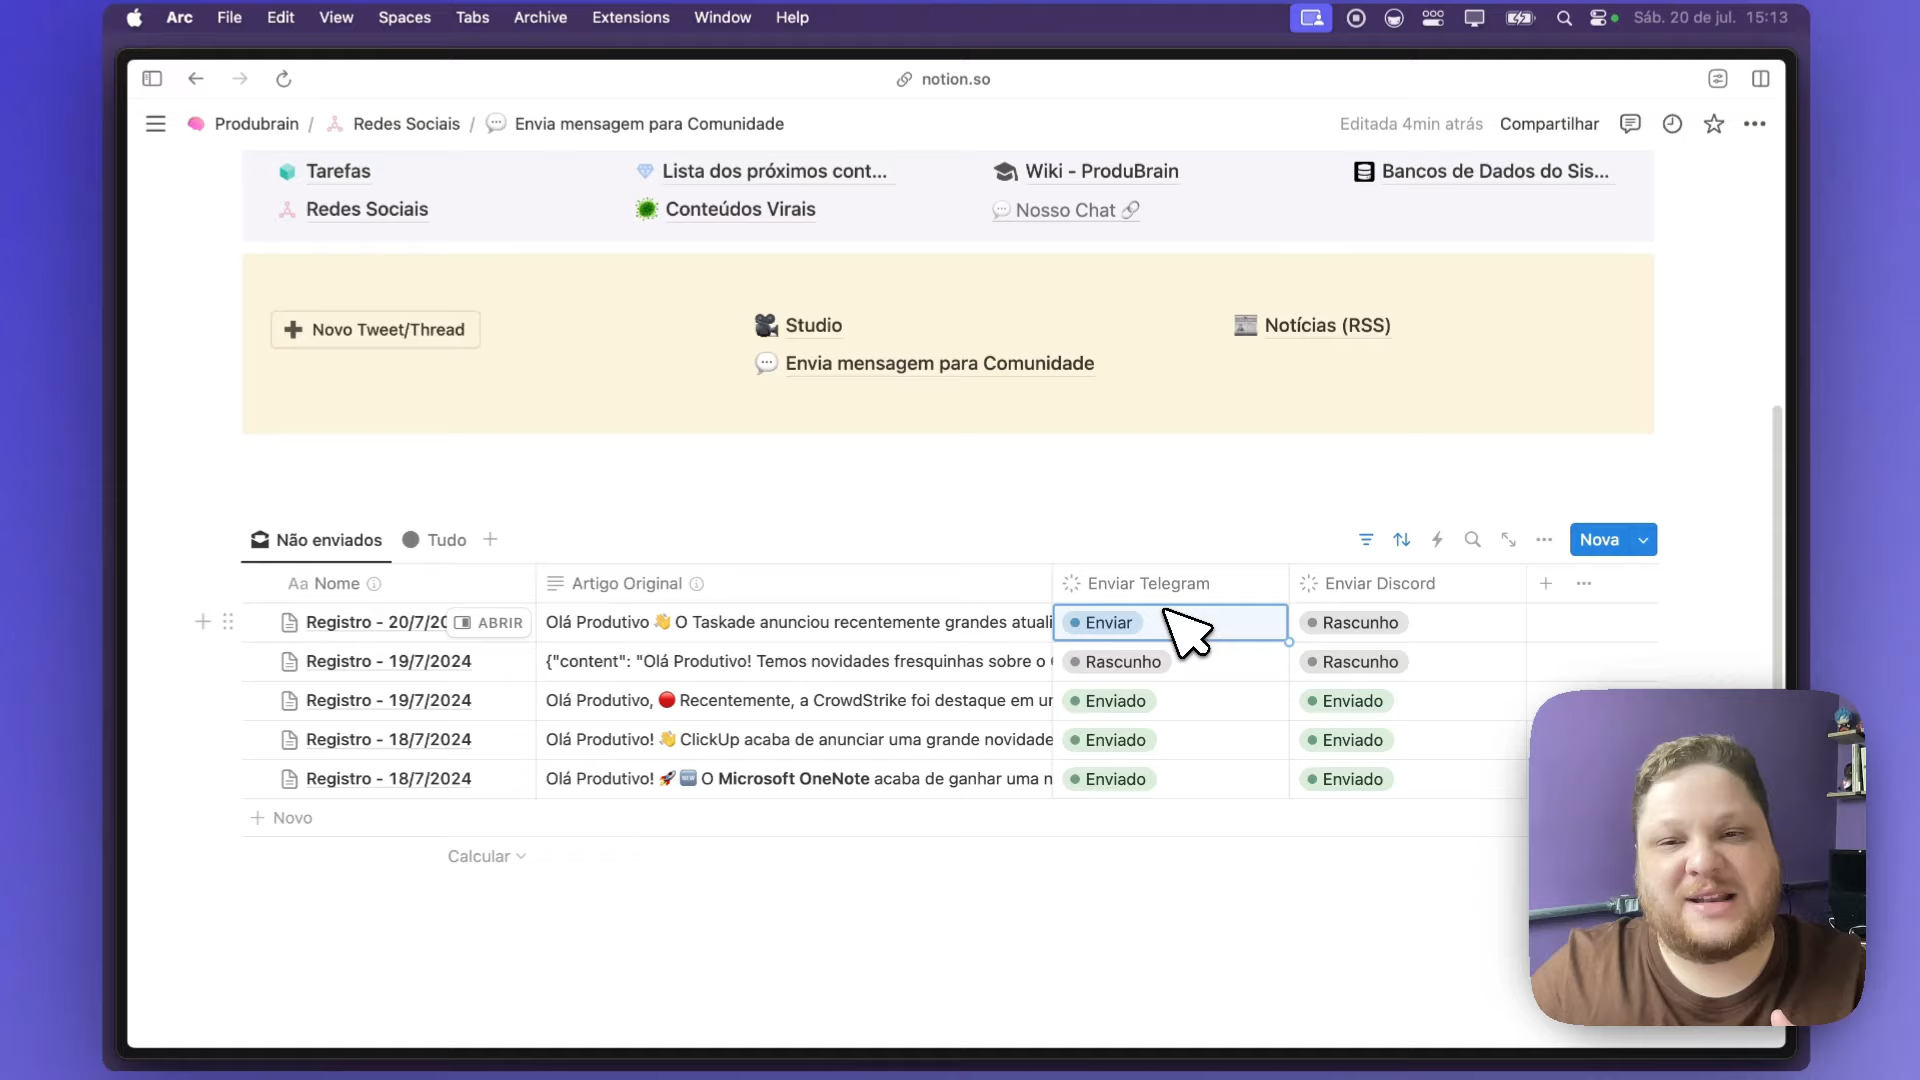 Arc File Edit View Spaces Tabs Archive Extensions Window Help Sáb. 20 de jul. 15:13
notion.so
Produbrain / Redes Sociais / Envia mensagem para Comunidade Editada 4min atrás Compartilhar
Tarefas Lista dos próximos cont... Wiki - ProduBrain Bancos de Dados do Sis...
Redes Sociais Conteúdos Virais Nosso Chat
Novo Tweet/Thread Studio Notícias (RSS)
Envia mensagem para Comunidade
Não enviados Tudo Nova
Aa Nome Artigo Original Enviar Telegram Enviar Discord
Registro - 20/7/20 ABRIR Olá Produtivo 👋 O Taskade anunciou recentemente grandes atuali Enviar Rascunho
Registro - 19/7/2024 {"content": "Olá Produtivo! Temos novidades fresquinhas sobre o Rascunho Rascunho
Registro - 19/7/2024 Olá Produtivo, 🔴 Recentemente, a CrowdStrike foi destaque em ur Enviado Enviado
Registro - 18/7/2024 Olá Produtivo! 👋 ClickUp acaba de anunciar uma grande novidade Enviado Enviado
Registro - 18/7/2024 Olá Produtivo! 🚀🆕 O Microsoft OneNote acaba de ganhar uma n Enviado Enviado
Novo
Calcular